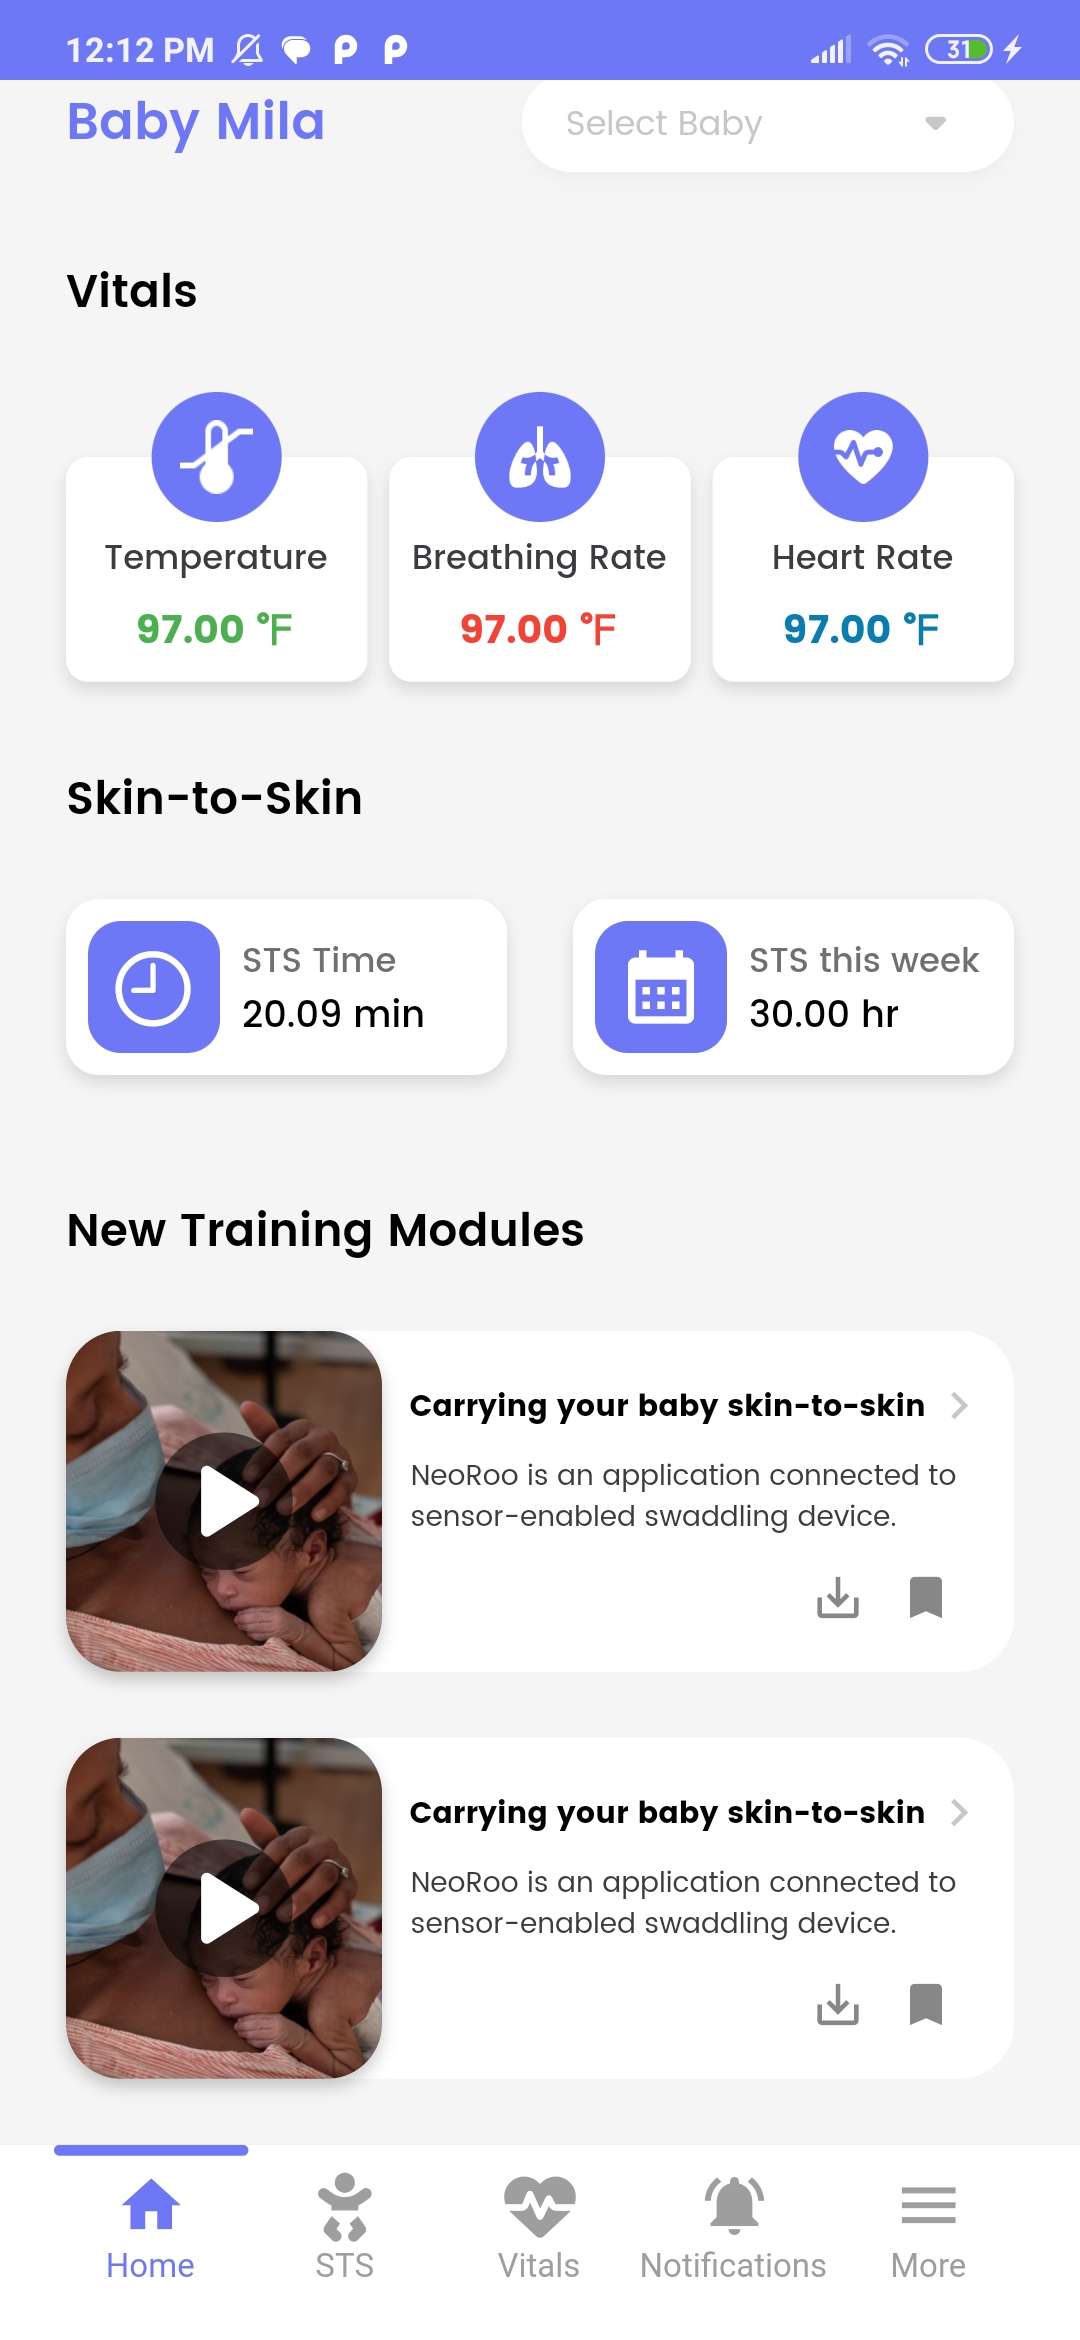 12:12 PM
31
Baby Mila
Select Baby
Vitals
Temperature
Breathing Rate
Heart Rate
97.00 °F
97.00 °F
97.00 °F
Skin-to-Skin
STS Time
20.09 min
STS this week
30.00 hr
New Training Modules
Carrying your baby skin-to-skin
NeoRoo is an application connected to
sensor-enabled swaddling device.
Carrying your baby skin-to-skin
NeoRoo is an application connected to
sensor-enabled swaddling device.
Home
STS
Vitals
Notifications
More